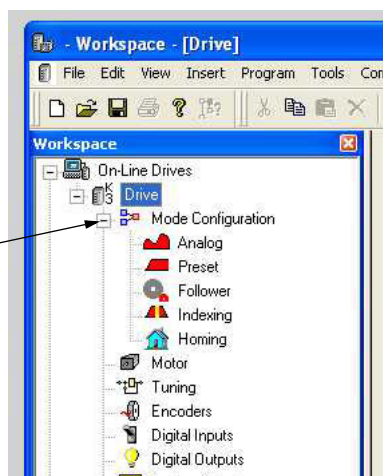 - Workspace - [Drive]
File Edit View Insert Program Tools
Workspace
On-Line Drives
K
3 Drive
Mode Configuration
Analog
Preset
Follower
Indexing
Homing
Motor
Tuning
Encoders
Digital Inputs
Digital Outputs